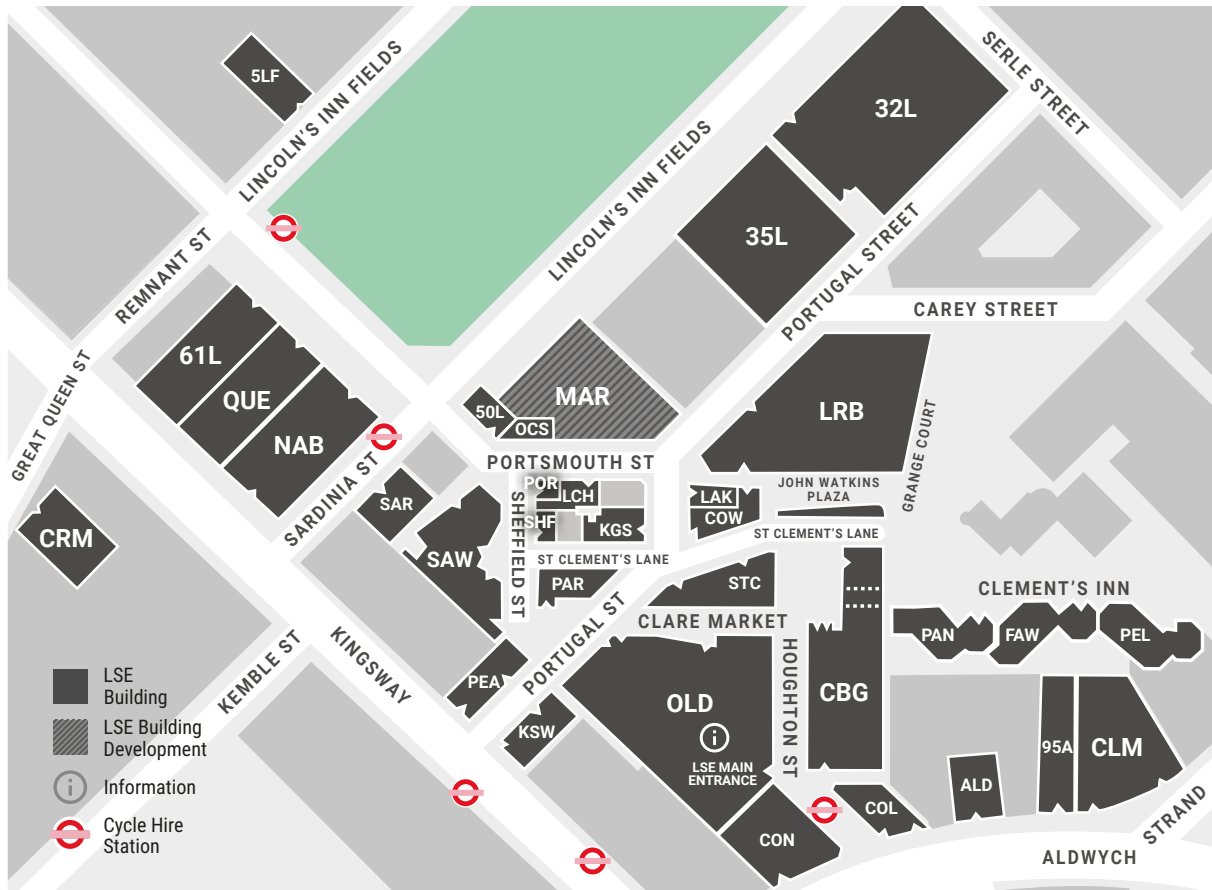 5LF
LINCOLN'S INN FIELDS
SERLE STREET
32L
LINCOLN'S INN FIELDS
35L
REMNANT ST
PORTUGAL STREET
CAREY STREET
61L
GREAT QUEEN ST
QUE
MAR
50L
OCS
LRB
NAB
GRANGE COURT
PORTSMOUTH ST
SARDINIA ST
POR
LCH
JOHN WATKINS
PLAZA
SAR
SHEFFIELD ST
LAK
COW
SHF
KGS
CRM
SAW
ST CLEMENT'S LANE
ST CLEMENT'S LANE
PAR
STC
CLEMENT'S INN
CLARE MARKET
PORTUGAL ST
PAN
FAW
PEL
KEMBLE ST
KINGSWAY
PEA
HOUGHTON ST
OLD
CBG
KSW
LSE MAIN
ENTRANCE
95A
CLM
ALD
COL
CON
STRAND
ALDWYCH
LSE
Building
LSE Building
Development
i
Information
Cycle Hire
Station